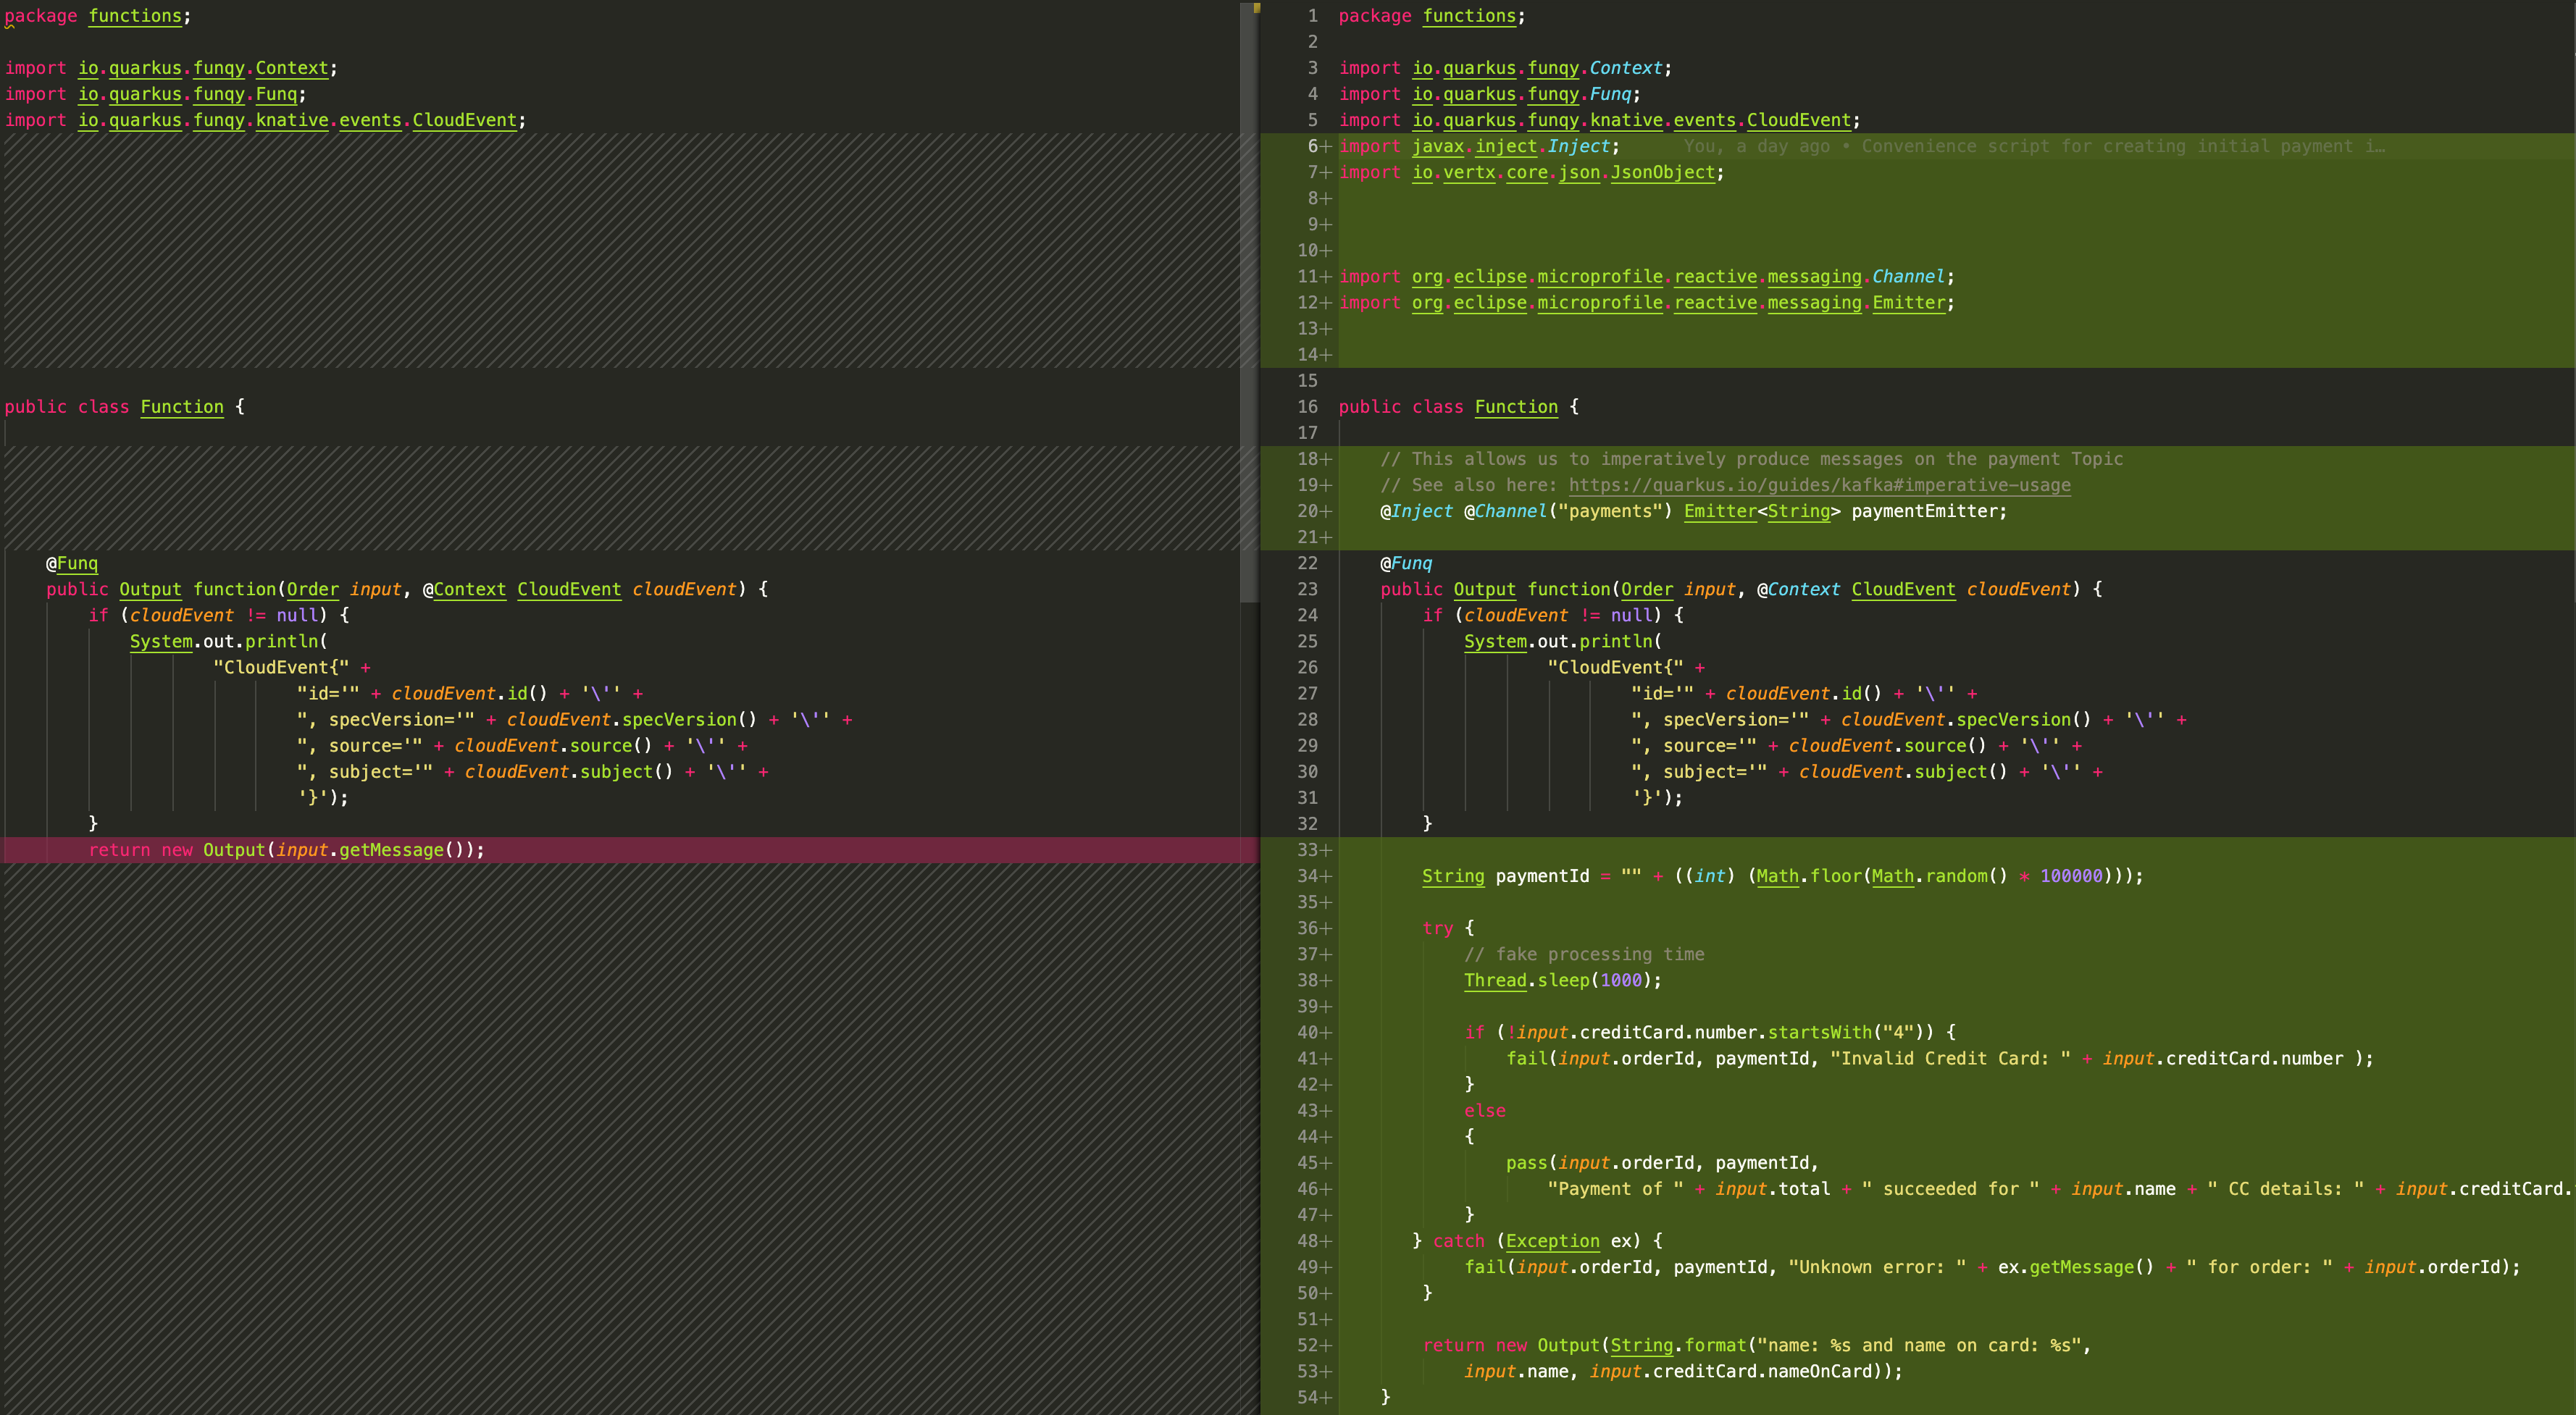 package functions;
import io.quarkus.funqy.Context;
import io.quarkus.funqy.Funq;
import io.quarkus.funqy.knative.events.CloudEvent;
public class Function {
@Funq
public Output function(Order input, @Context CloudEvent cloudEvent) {
if (cloudEvent != null) {
System.out.println(
"CloudEvent{" +
"id='" + cloudEvent.id() + '\'' +
", specVersion='" + cloudEvent.specVersion() + '\'' +
", source='" + cloudEvent.source() + '\'' +
", subject='" + cloudEvent.subject() + '\'' +
'}');
}
return new Output(input.getMessage());
1 package functions;
2
3 import io.quarkus.funqy.Context;
4 import io.quarkus.funqy.Funq;
5 import io.quarkus.funqy.knative.events.CloudEvent;
6+ import javax.inject.Inject; You, a day ago • Convenience script for creating initial payment i…
7+ import io.vertx.core.json.JsonObject;
8+
9+
10+
11+ import org.eclipse.microprofile.reactive.messaging.Channel;
12+ import org.eclipse.microprofile.reactive.messaging.Emitter;
13+
14+
15
16 public class Function {
17
18+ // This allows us to imperatively produce messages on the payment Topic
19+ // See also here: https://quarkus.io/guides/kafka#imperative-usage
20+ @Inject @Channel("payments") Emitter<String> paymentEmitter;
21+
22 @Funq
23 public Output function(Order input, @Context CloudEvent cloudEvent) {
24 if (cloudEvent != null) {
25 System.out.println(
26 "CloudEvent{" +
27 "id='" + cloudEvent.id() + '\'' +
28 ", specVersion='" + cloudEvent.specVersion() + '\'' +
29 ", source='" + cloudEvent.source() + '\'' +
30 ", subject='" + cloudEvent.subject() + '\'' +
31 '}');
32 }
33+
34+ String paymentId = "" + ((int) (Math.floor(Math.random() * 100000)));
35+
36+ try {
37+ // fake processing time
38+ Thread.sleep(1000);
39+
40+ if (!input.creditCard.number.startsWith("4")) {
41+ fail(input.orderId, paymentId, "Invalid Credit Card: " + input.creditCard.number );
42+ }
43+ else
44+ {
45+ pass(input.orderId, paymentId,
46+ "Payment of " + input.total + " succeeded for " + input.name + " CC details: " + input.creditCard.
47+ }
48+ } catch (Exception ex) {
49+ fail(input.orderId, paymentId, "Unknown error: " + ex.getMessage() + " for order: " + input.orderId);
50+ }
51+
52+ return new Output(String.format("name: %s and name on card: %s",
53+ input.name, input.creditCard.nameOnCard));
54+ }